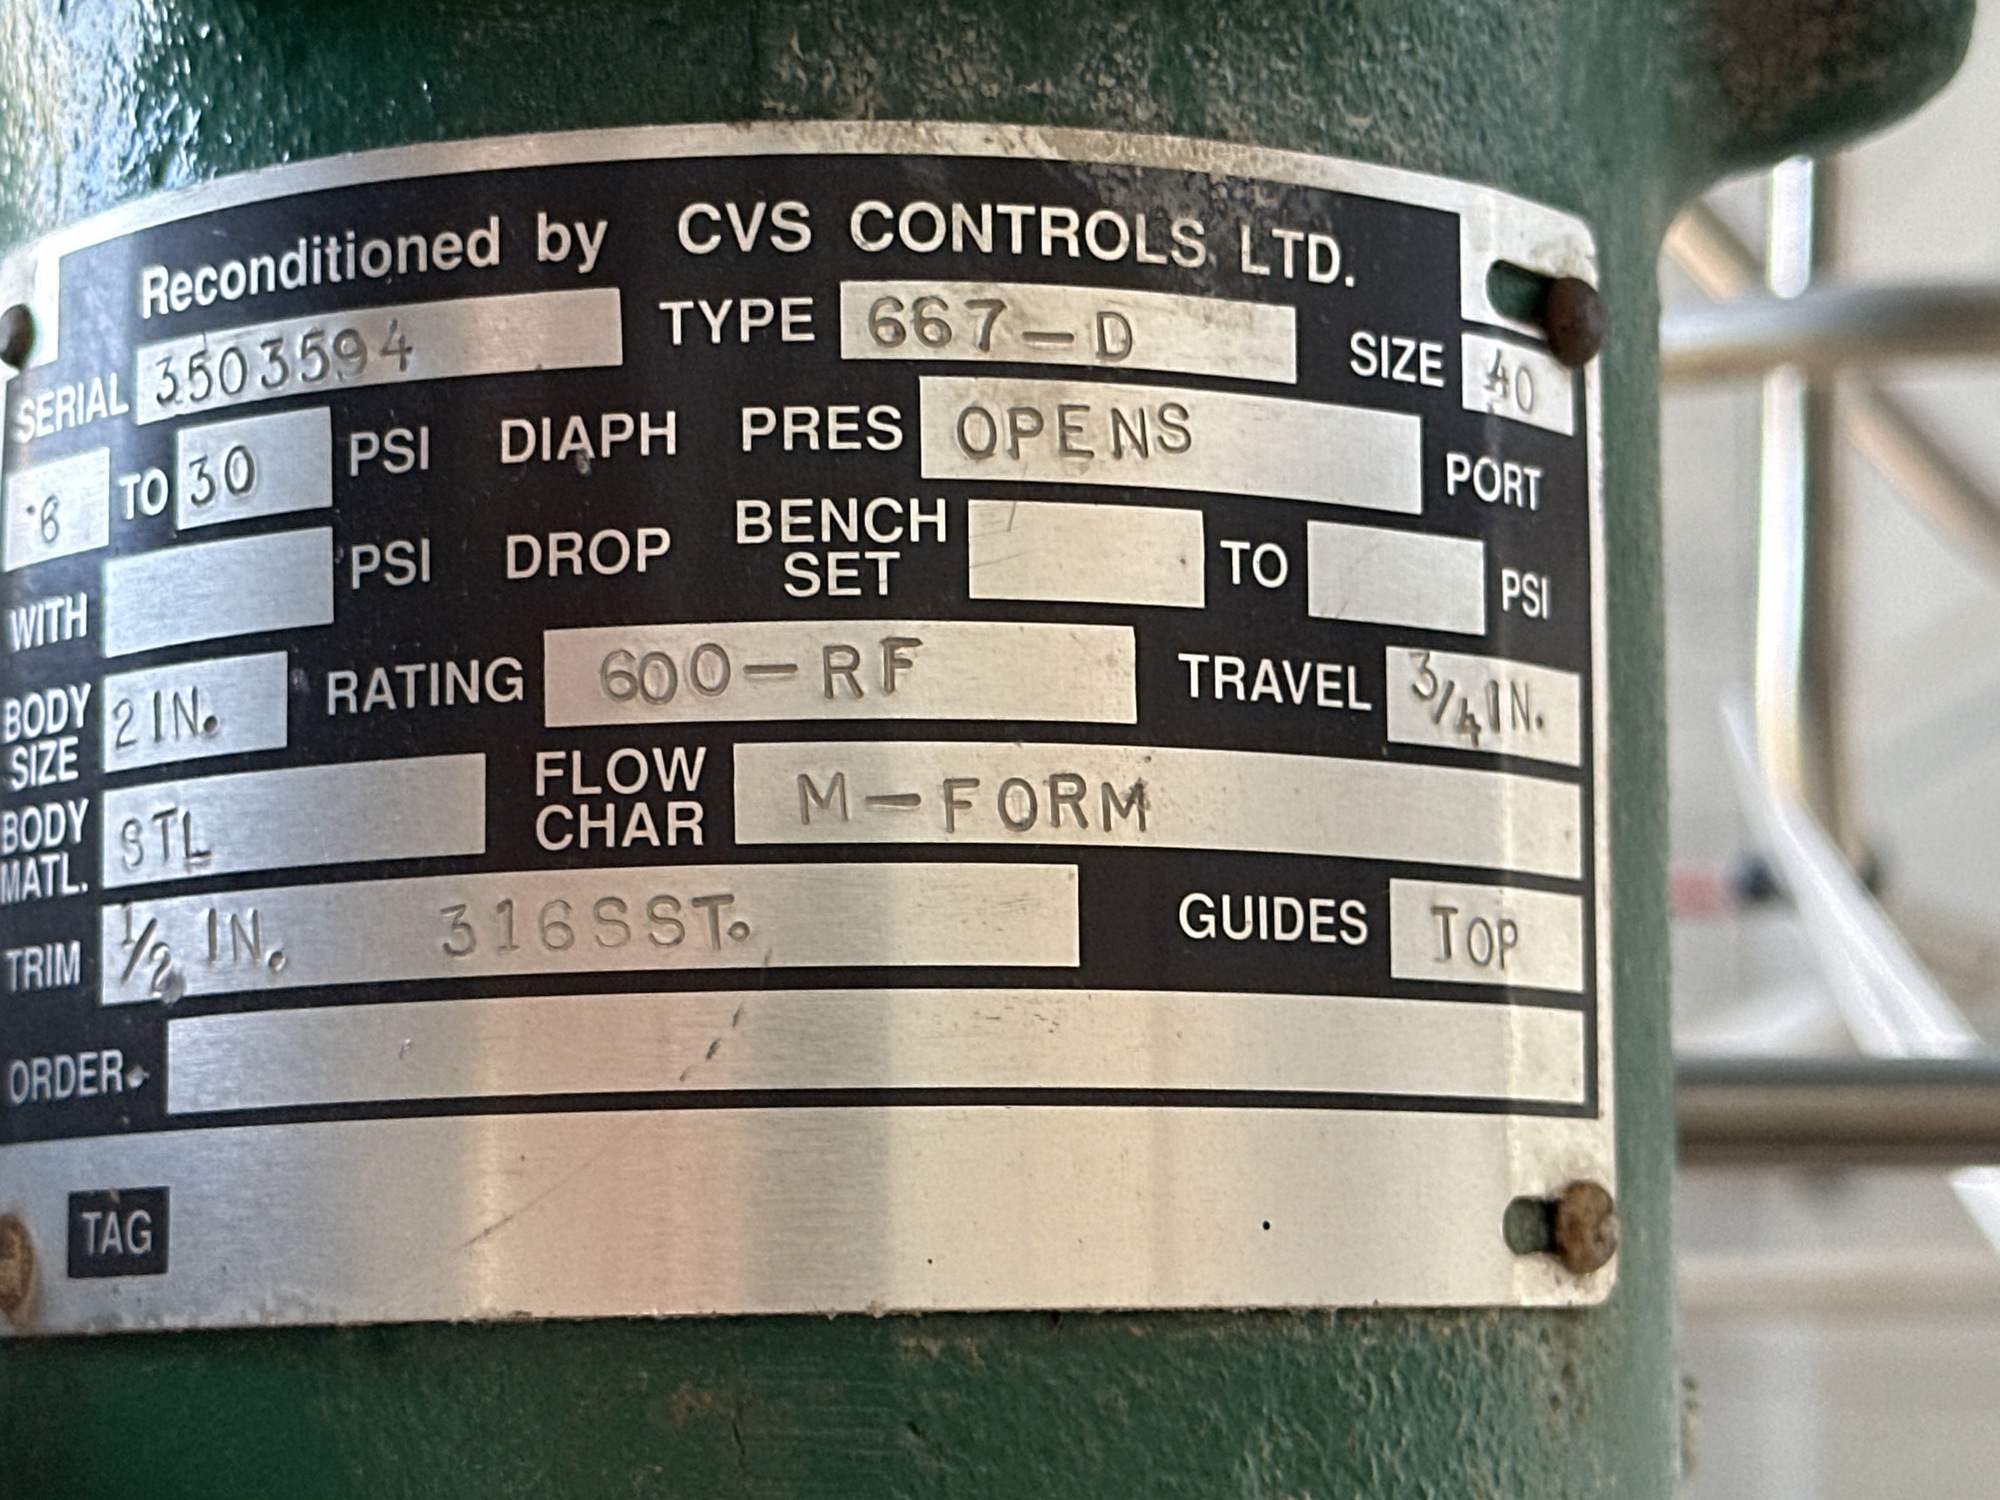 Reconditioned by CVS CONTROLS LTD.
SERIAL 3503594 TYPE 667-D SIZE 40
6 TO 30 PSI DIAPH PRES OPENS PORT
WITH PSI DROP BENCH SET TO PSI
BODY SIZE 2 IN. RATING 600-RF TRAVEL 3/4 IN.
BODY MATL. STL FLOW CHAR M-FORM
TRIM 1/2 IN. 316SST. GUIDES TOP
ORDER
TAG